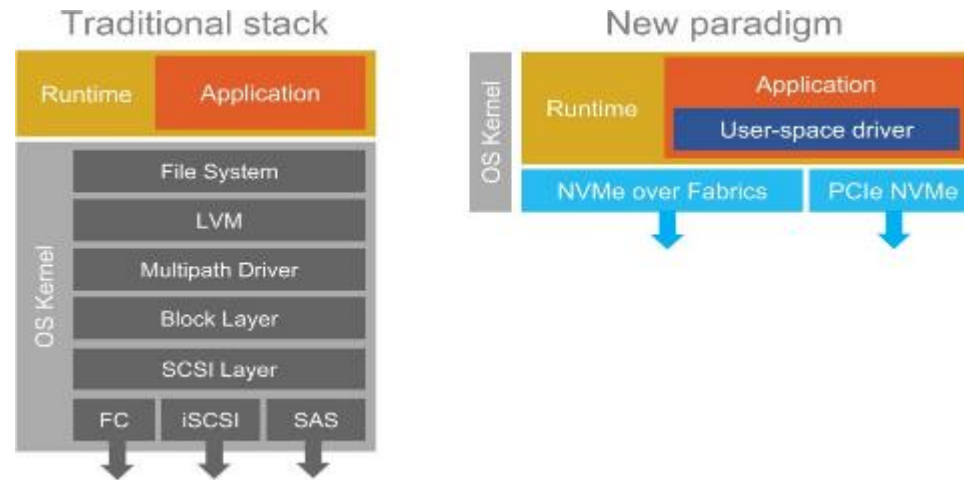 Traditional stack
Runtime
Application
OS Kernel
File System
LVM
Multipath Driver
Block Layer
SCSI Layer
FC
iSCSI
SAS
New paradigm
OS Kernel
Runtime
Application
User-space driver
NVMe over Fabrics
PCIe NVMe